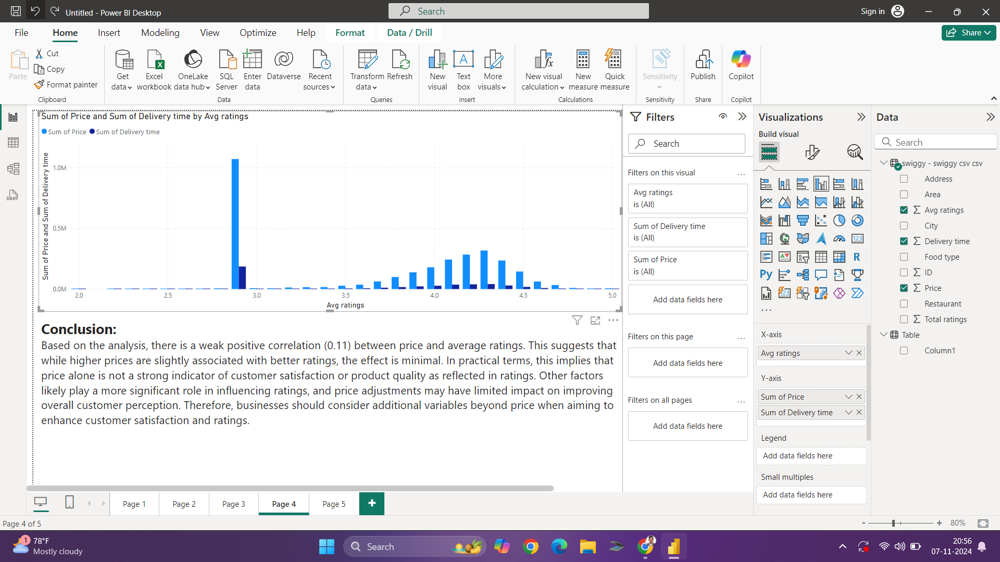 Untitled - Power BI Desktop
Search
Sign in
File Home Insert Modeling View Optimize Help Format Data / Drill
Share
Paste
Cut
Copy
Format painter
Clipboard
Get data
Excel workbook
OneLake data hub
SQL Server
Enter data
Dataverse
Recent sources
Data
Transform data
Refresh
Queries
New visual
Text box
More visuals
Insert
New visual calculation
New measure
Quick measure
Calculations
Sensitivity
Sensitivity
Publish
Share
Copilot
Copilot
Sum of Price and Sum of Delivery time by Avg ratings
Sum of Price Sum of Delivery time
Sum of Price and Sum of Delivery time
1.0M
0.5M
0.0M
2.0 2.5 3.0 3.5 4.0 4.5 5.0
Avg ratings
Conclusion:
Based on the analysis, there is a weak positive correlation (0.11) between price and average ratings. This suggests that
while higher prices are slightly associated with better ratings, the effect is minimal. In practical terms, this implies that
price alone is not a strong indicator of customer satisfaction or product quality as reflected in ratings. Other factors
likely play a more significant role in influencing ratings, and price adjustments may have limited impact on improving
overall customer perception. Therefore, businesses should consider additional variables beyond price when aiming to
enhance customer satisfaction and ratings.
Filters
Search
Filters on this visual
...
Avg ratings
is (All)
Sum of Delivery time
is (All)
Sum of Price
is (All)
Add data fields here
Filters on this page
...
Add data fields here
Filters on all pages
...
Add data fields here
Visualizations
Build visual
123
R
Py
123
...
X-axis
Avg ratings
Y-axis
Sum of Price
Sum of Delivery time
Legend
Add data fields here
Small multiples
Add data fields here
Data
Search
swiggy - swiggy csv csv
Address
Area
Avg ratings
City
Delivery time
Food type
ID
Price
Restaurant
Total ratings
Table
Column1
DAX
Page 1 Page 2 Page 3 Page 4 Page 5 +
Page 4 of 5
- + 80%
1
78°F
Mostly cloudy
Search
20:56
07-11-2024